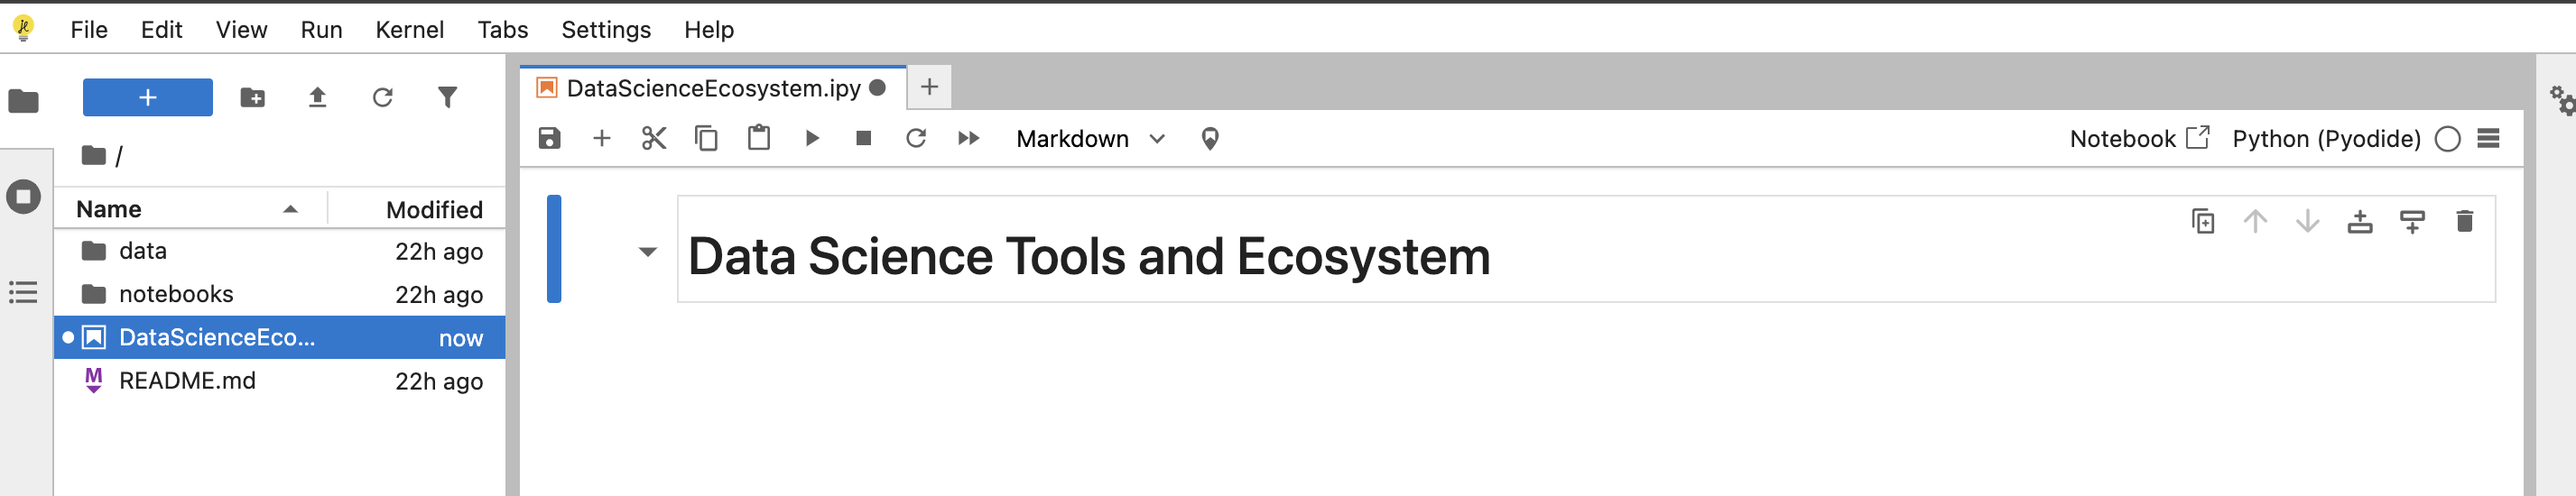 File Edit View Run Kernel Tabs Settings Help
DataScienceEcosystem.ipy
/
Markdown
Notebook Python (Pyodide)
Name Modified
data 22h ago
notebooks 22h ago
DataScienceEco... now
README.md 22h ago
Data Science Tools and Ecosystem